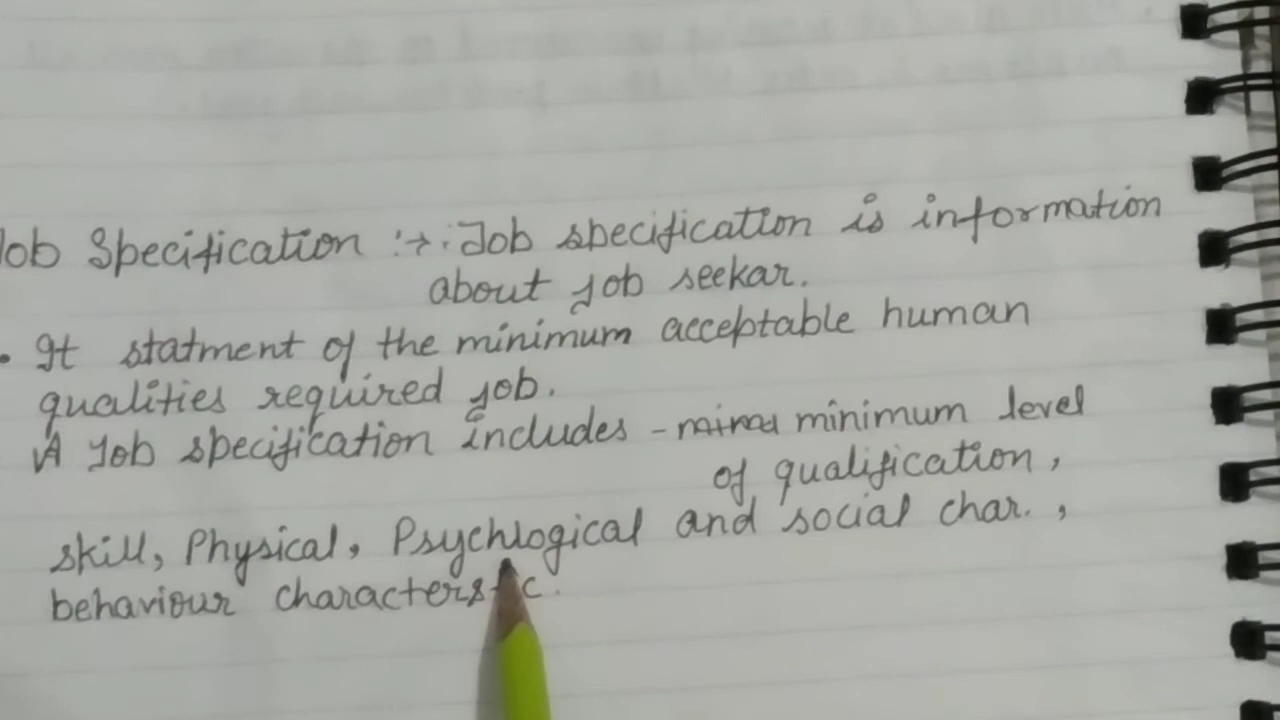 Job Specification :→ . Job specification is information
about job seekar.
• It statment of the minimum acceptable human
qualities required job.
A Job specification includes - minimum level
of qualification,
skill, Physical, Psychlogical and social char. ,
behaviour